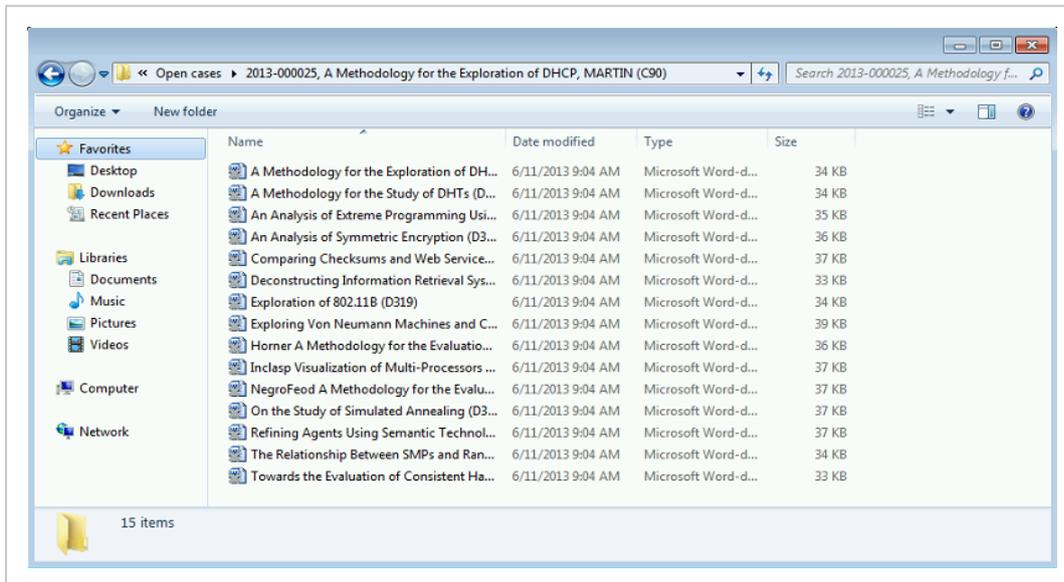 « Open cases ▸ 2013-000025, A Methodology for the Exploration of DHCP, MARTIN (C90) Search 2013-000025, A Methodology f...
Organize New folder
Name Date modified Type Size
Favorites
Desktop
Downloads
Recent Places
Libraries
Documents
Music
Pictures
Videos
Computer
Network
A Methodology for the Exploration of DH... 6/11/2013 9:04 AM Microsoft Word-d... 34 KB
A Methodology for the Study of DHTs (D... 6/11/2013 9:04 AM Microsoft Word-d... 34 KB
An Analysis of Extreme Programming Usi... 6/11/2013 9:04 AM Microsoft Word-d... 35 KB
An Analysis of Symmetric Encryption (D3... 6/11/2013 9:04 AM Microsoft Word-d... 36 KB
Comparing Checksums and Web Service... 6/11/2013 9:04 AM Microsoft Word-d... 37 KB
Deconstructing Information Retrieval Sys... 6/11/2013 9:04 AM Microsoft Word-d... 33 KB
Exploration of 802.11B (D319) 6/11/2013 9:04 AM Microsoft Word-d... 34 KB
Exploring Von Neumann Machines and C... 6/11/2013 9:04 AM Microsoft Word-d... 39 KB
Horner A Methodology for the Evaluatio... 6/11/2013 9:04 AM Microsoft Word-d... 36 KB
Inclasp Visualization of Multi-Processors ... 6/11/2013 9:04 AM Microsoft Word-d... 37 KB
NegroFeod A Methodology for the Evalu... 6/11/2013 9:04 AM Microsoft Word-d... 37 KB
On the Study of Simulated Annealing (D3... 6/11/2013 9:04 AM Microsoft Word-d... 37 KB
Refining Agents Using Semantic Technol... 6/11/2013 9:04 AM Microsoft Word-d... 37 KB
The Relationship Between SMPs and Ran... 6/11/2013 9:04 AM Microsoft Word-d... 34 KB
Towards the Evaluation of Consistent Ha... 6/11/2013 9:04 AM Microsoft Word-d... 33 KB
15 items